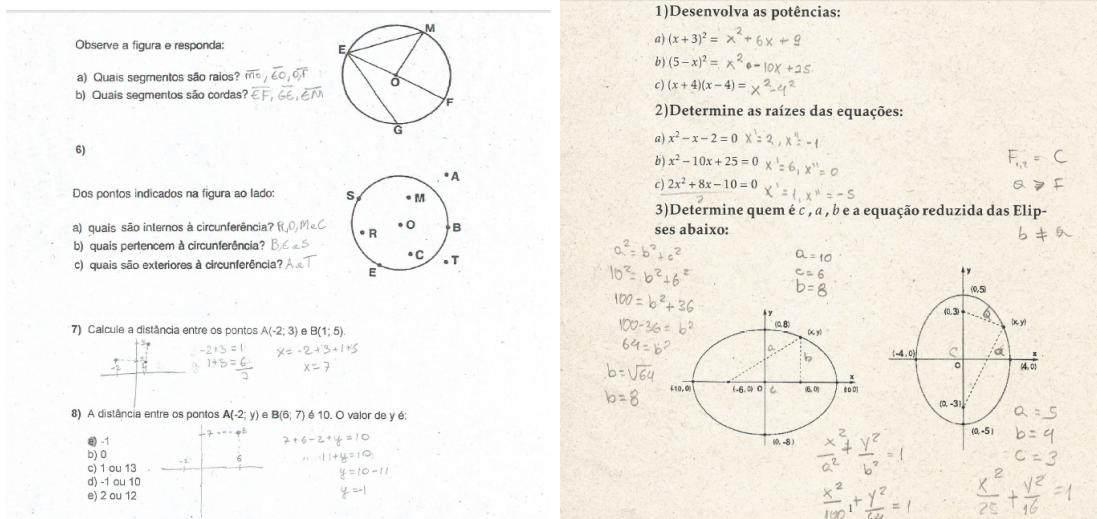 Observe a figura e responda:
a) Quais segmentos são raios? MO, EO, OF
b) Quais segmentos são cordas? EF, GE, EM
M
E
O
F
G
6)
Dos pontos indicados na figura ao lado:
a) quais são internos à circunferência? R,O,M e C
b) quais pertencem à circunferência? B,E e S
c) quais são exteriores à circunferência? A e T
A
S
M
O
B
R
C
T
E
7) Calcule a distância entre os pontos A(-2; 3) e B(1; 5).
-2+3=1
1+5=6
x=-2+3+1+5
x=7
8) A distância entre os pontos A(-2; y) e B(6; 7) é 10. O valor de y é:
a) -1
b) 0
c) 1 ou 13
d) -1 ou 10
e) 2 ou 12
-2
7
6
7+6-2+y=10
11+y=10
y=10-11
y=-1
1)Desenvolva as potências:
a) (x+3)² = x²+6x+9
b) (5-x)² = x²-10x+25
c) (x+4)(x-4) = x²-4²
2)Determine as raízes das equações:
a) x²-x-2=0 x'=2, x''=-1
b) x²-10x+25=0 x'=6, x''=0
c) 2x²+8x-10=0 x'=1, x''=-5
2
F₁,₂ = C
a > F
b ≠ a
3)Determine quem é c, a, b e a equação reduzida das Elip-
ses abaixo:
a²=b²+c²
10²=b²+6²
100=b²+36
100-36=b²
64=b²
b=√64
b=8
a=10
c=6
b=8
y
(0,8)
(x,y)
a
b
(-10,0)
(-6,0)
O
c
(6,0)
(10,0)
x
(0,-8)
x²/a² + y²/b² = 1
x²/100 + y²/64 = 1
y
(0,5)
(0,3)
b
(x,y)
(-4,0)
C
a
O
x
(4,0)
(0,-3)
(0,-5)
a=5
b=4
c=3
x²/25 + y²/16 = 1